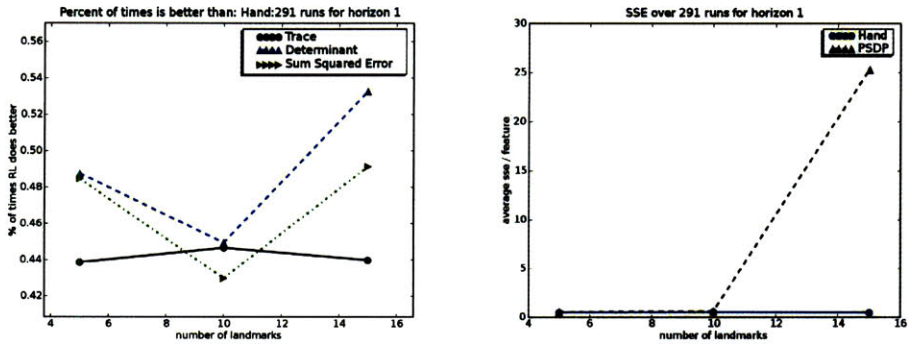 Percent of times is better than: Hand:291 runs for horizon 1
Trace
Determinant
Sum Squared Error
% of times RL does better
0.56
0.54
0.52
0.50
0.48
0.46
0.44
0.42
4 6 8 10 12 14 16
number of landmarks
SSE over 291 runs for horizon 1
Hand
PSDP
average sse / feature
30
25
20
15
10
5
0
4 6 8 10 12 14 16
number of landmarks